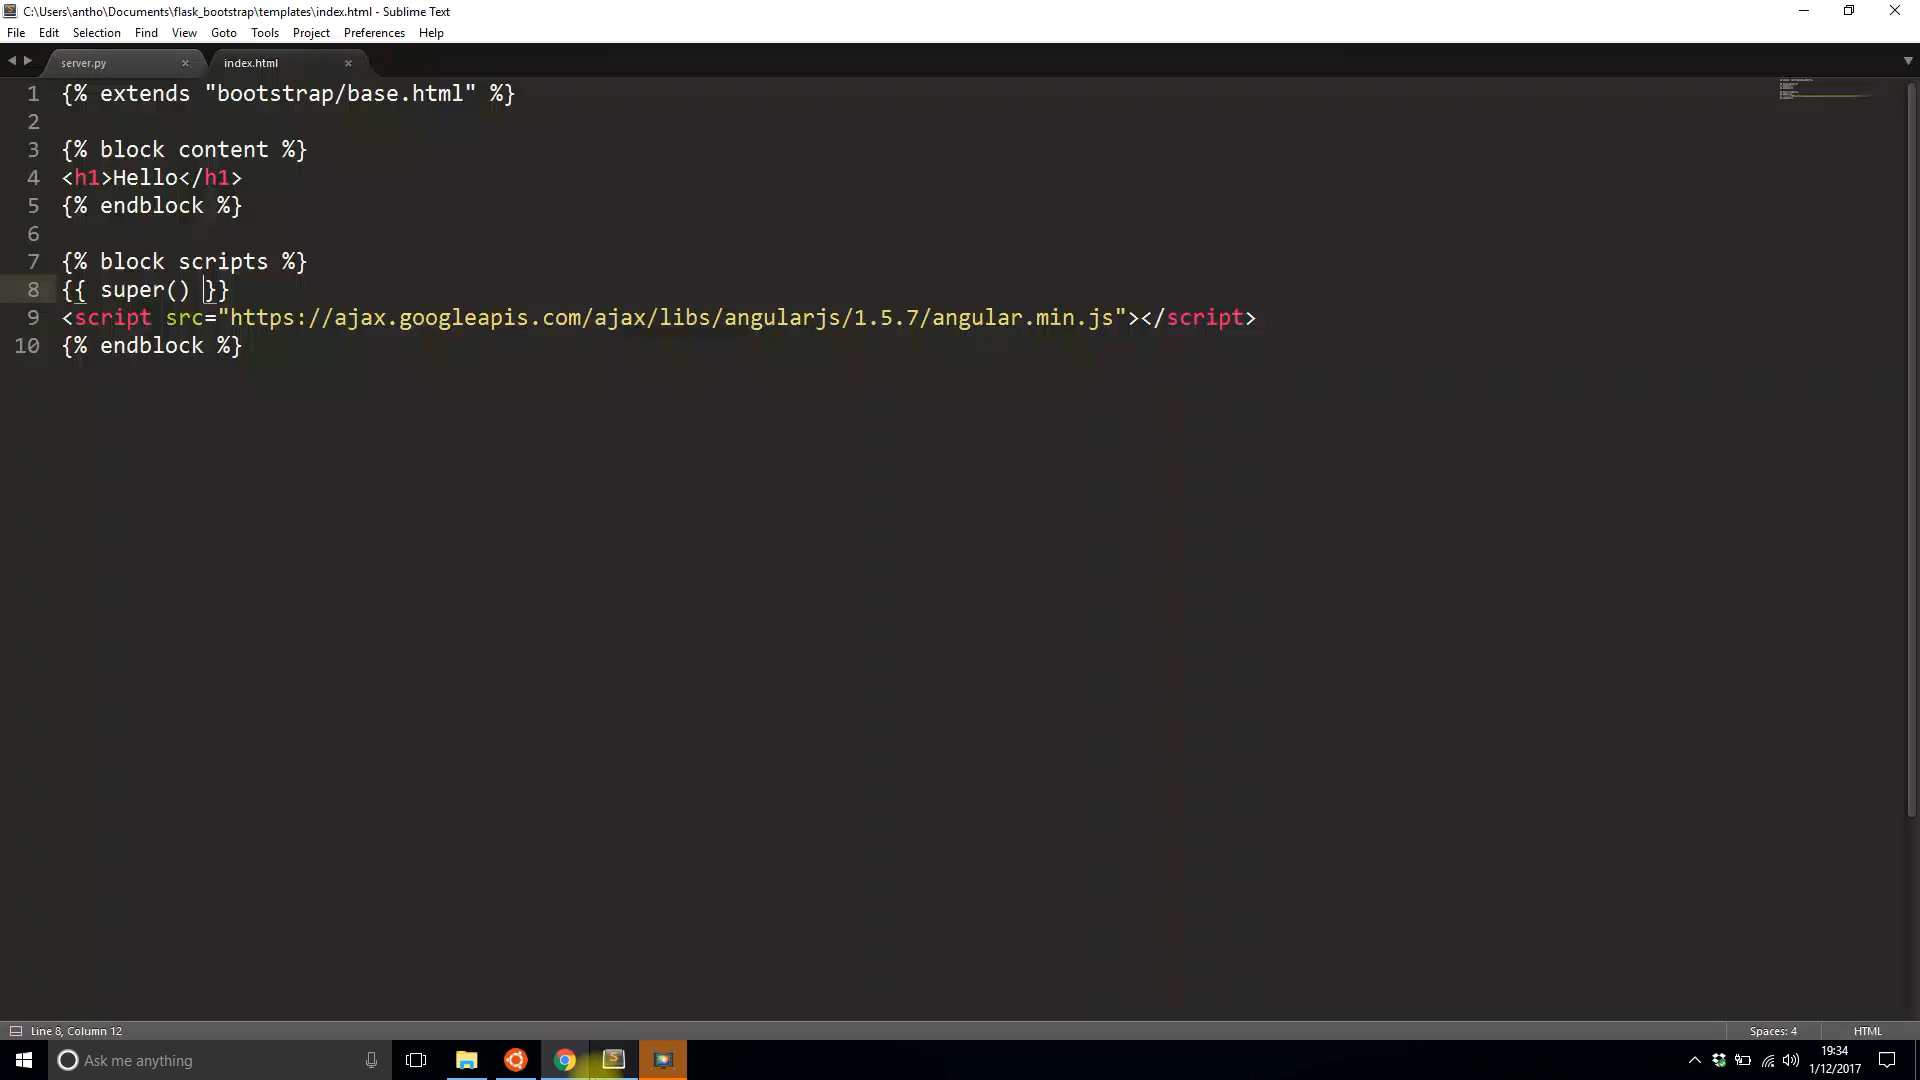 C:\Users\antho\Documents\flask_bootstrap\templates\index.html - Sublime Text
File Edit Selection Find View Goto Tools Project Preferences Help
server.py index.html
1 {% extends "bootstrap/base.html" %}
2
3 {% block content %}
4 <h1>Hello</h1>
5 {% endblock %}
6
7 {% block scripts %}
8 {{ super() }}
9 <script src="https://ajax.googleapis.com/ajax/libs/angularjs/1.5.7/angular.min.js"></script>
10 {% endblock %}
Line 8, Column 12 Spaces: 4 HTML
Ask me anything
19:34
1/12/2017